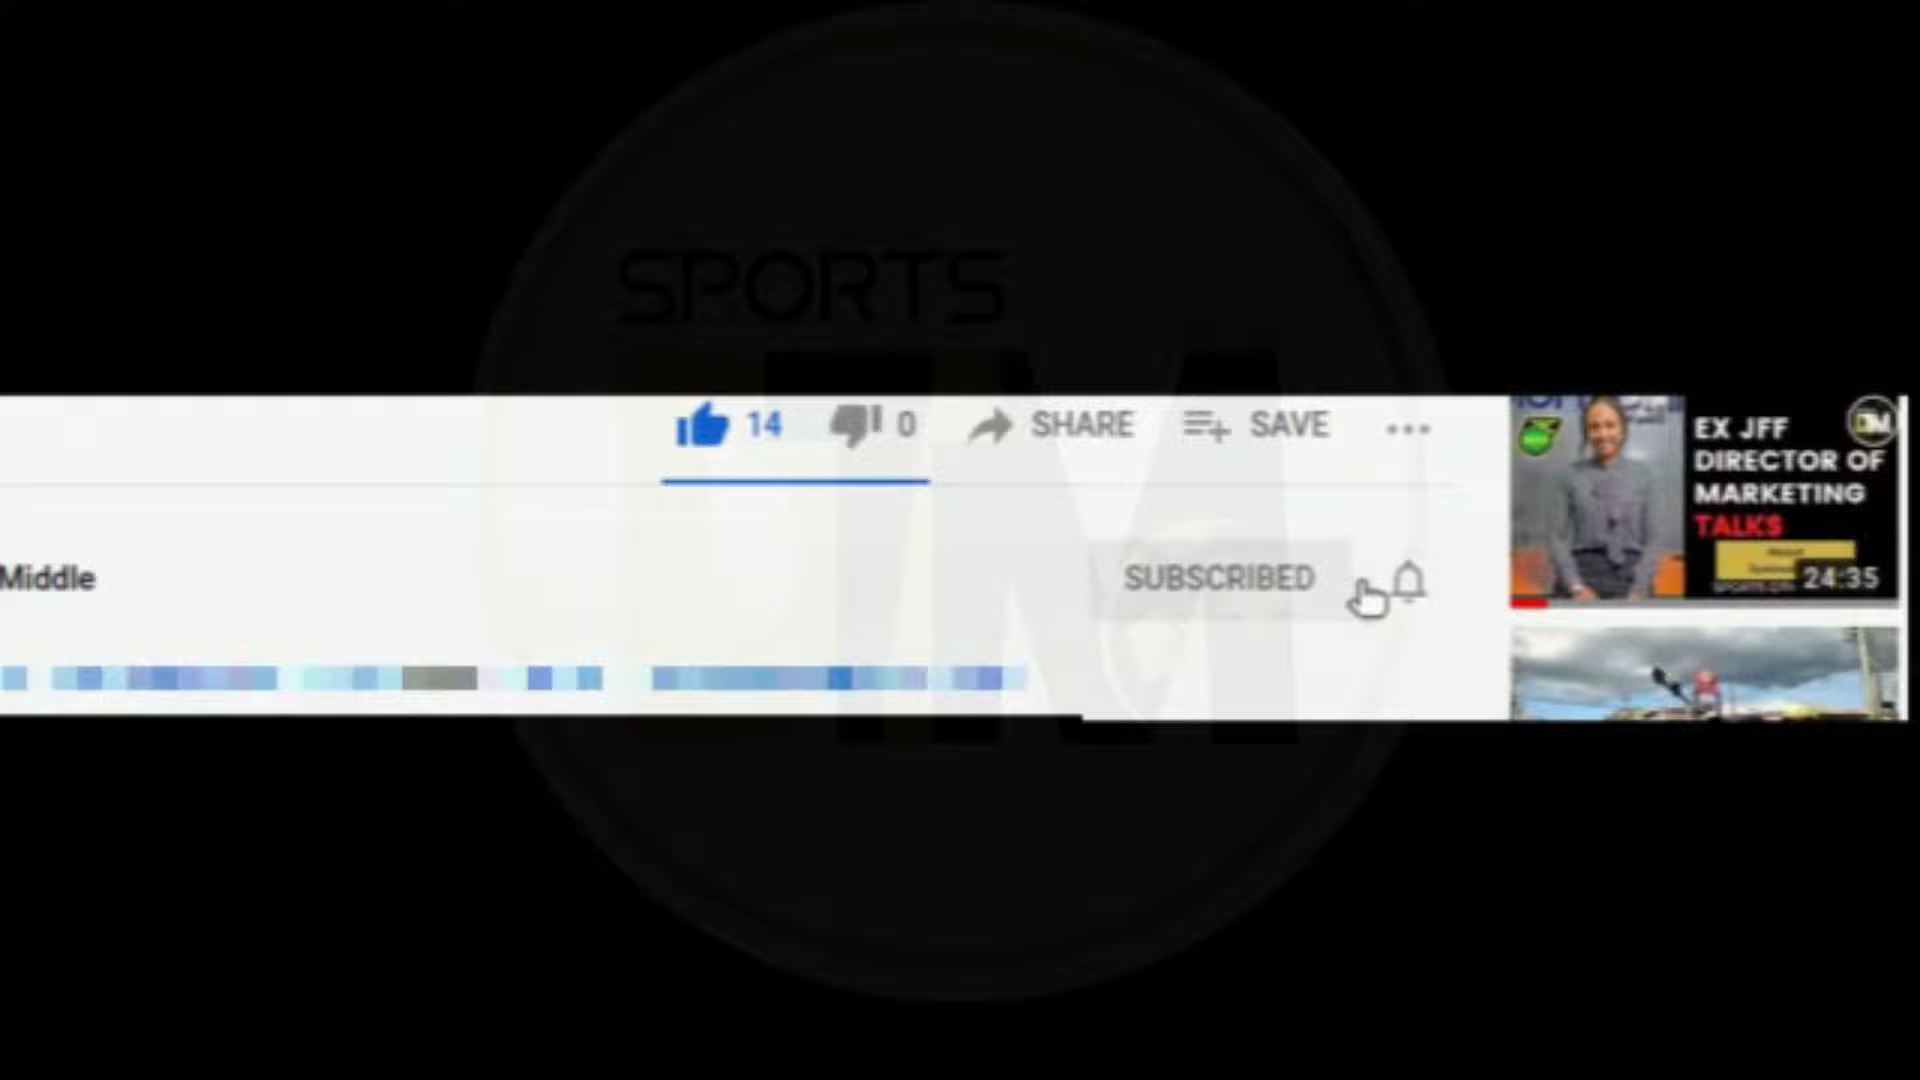 SPORTS
14 0 SHARE SAVE
Middle
SUBSCRIBED
EX JFF
DIRECTOR OF
MARKETING
TALKS
24:35